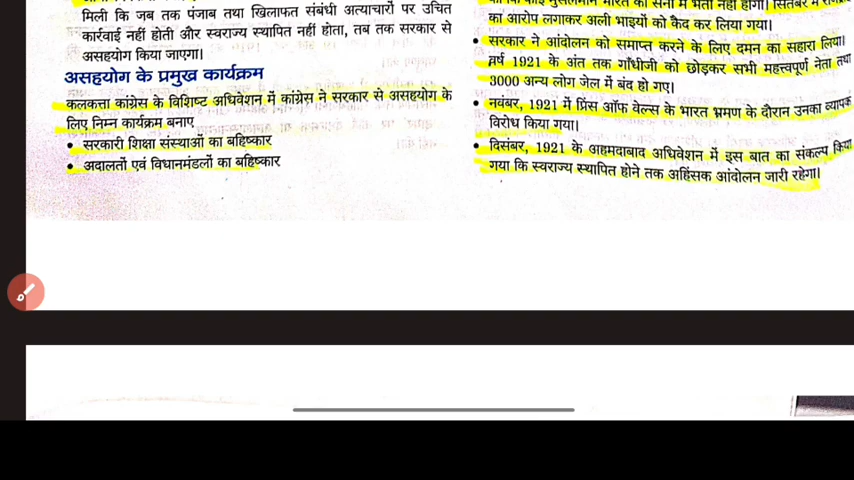 मिली कि जब तक पंजाब तथा खिलाफत संबंधी अत्याचारों पर उचित
कार्रवाई नहीं होती और स्वराज्य स्थापित नहीं होता, तब तक सरकार से
असहयोग किया जाएगा।
असहयोग के प्रमुख कार्यक्रम
कलकत्ता कांग्रेस के विशिष्ट अधिवेशन में कांग्रेस ने सरकार से असहयोग के
लिए निम्न कार्यक्रम बनाए
• सरकारी शिक्षा संस्थाओं का बहिष्कार
• अदालतों एवं विधानमंडलों का बहिष्कार
का आरोप लगाकर अली भाइयों को कैद कर लिया गया।
• सरकार ने आंदोलन को समाप्त करने के लिए दमन का सहारा लिया।
वर्ष 1921 के अंत तक गाँधीजी को छोड़कर सभी महत्त्वपूर्ण नेता तथा
3000 अन्य लोग जेल में बंद हो गए।
• नवंबर, 1921 में प्रिंस ऑफ वेल्स के भारत भ्रमण के दौरान उनका व्यापक
विरोध किया गया।
• दिसंबर, 1921 के अहमदाबाद अधिवेशन में इस बात का संकल्प किया
गया कि स्वराज्य स्थापित होने तक अहिंसक आंदोलन जारी रहेगा।